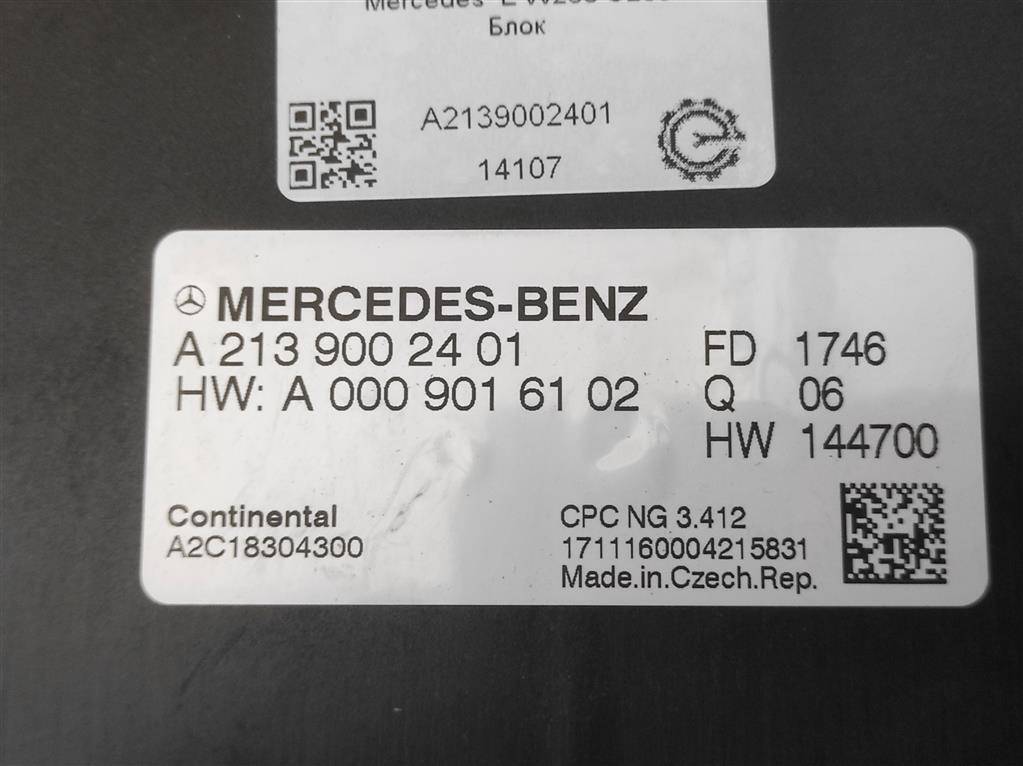 Mercedes
Блок
A2139002401
14107
MERCEDES-BENZ
A 213 900 24 01
FD 1746
HW: A 000 901 61 02
Q 06
HW 144700
Continental
CPC NG 3.412
A2C18304300
1711160004215831
Made.in.Czech.Rep.